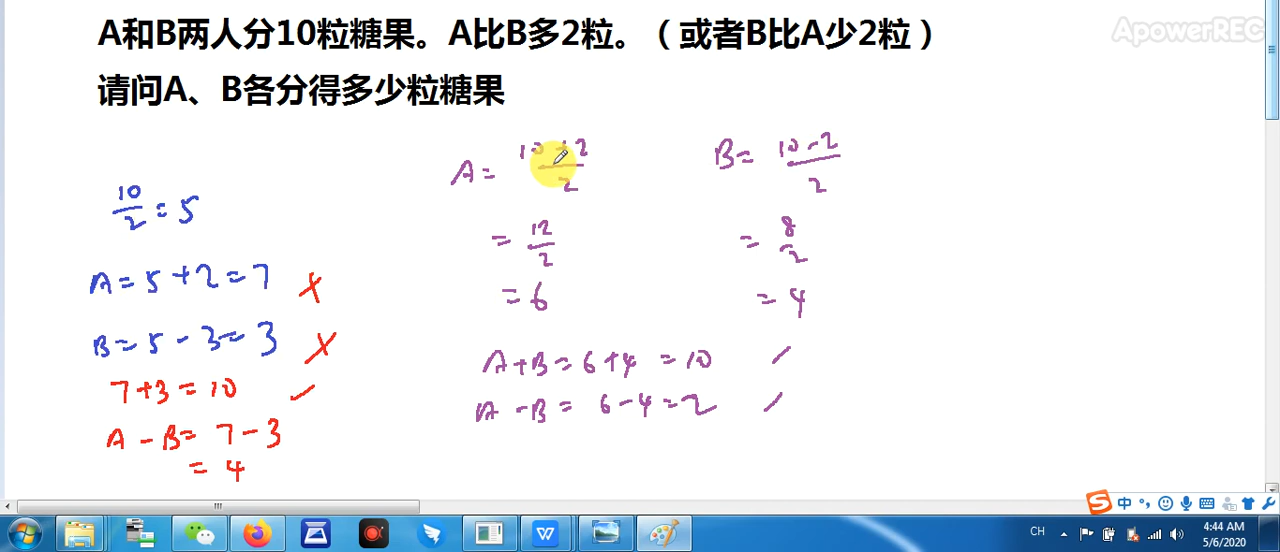 A和B两人分10粒糖果。A比B多2粒。（或者B比A少2粒）
ApowerREC
请问A、B各分得多少粒糖果
10/2=5
A=5+2=7 ×
B=5-3=3 ×
7+3=10 ✓
A-B=7-3
=4
A=(10+2)/2
=12/2
=6
B=(10-2)/2
=8/2
=4
A+B=6+4=10 ✓
A-B=6-4=2 ✓
中
CH
4:44 AM
5/6/2020